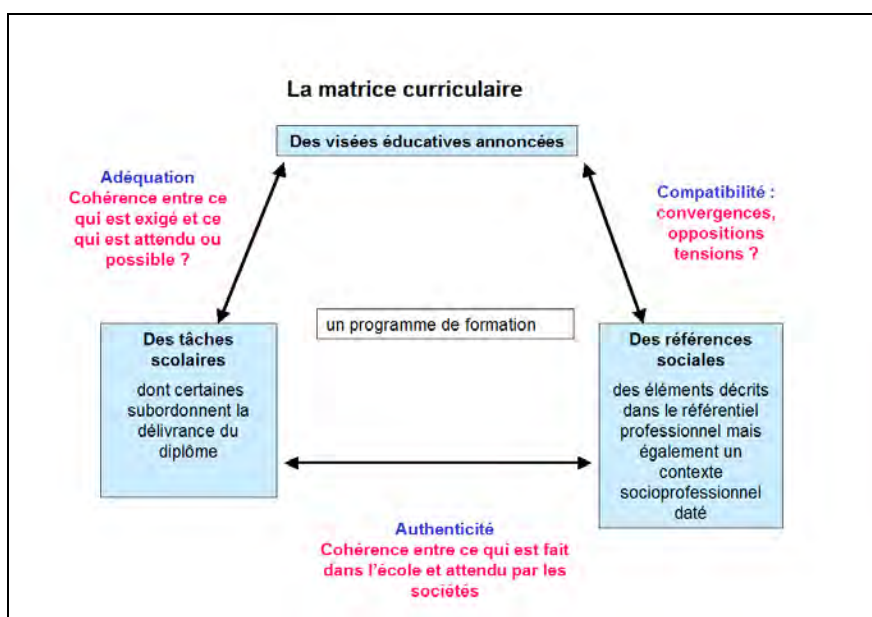 La matrice curriculaire
Des visées éducatives annoncées
Adéquation
Cohérence entre ce
qui est exigé et ce
qui est attendu ou
possible ?
Compatibilité :
convergences,
oppositions
tensions ?
un programme de formation
Des tâches
scolaires
dont certaines
subordonnent la
délivrance du
diplôme
Des références
sociales
des éléments décrits
dans le référentiel
professionnel mais
également un
contexte
socioprofessionnel
daté
Authenticité
Cohérence entre ce qui est fait
dans l'école et attendu par les
sociétés